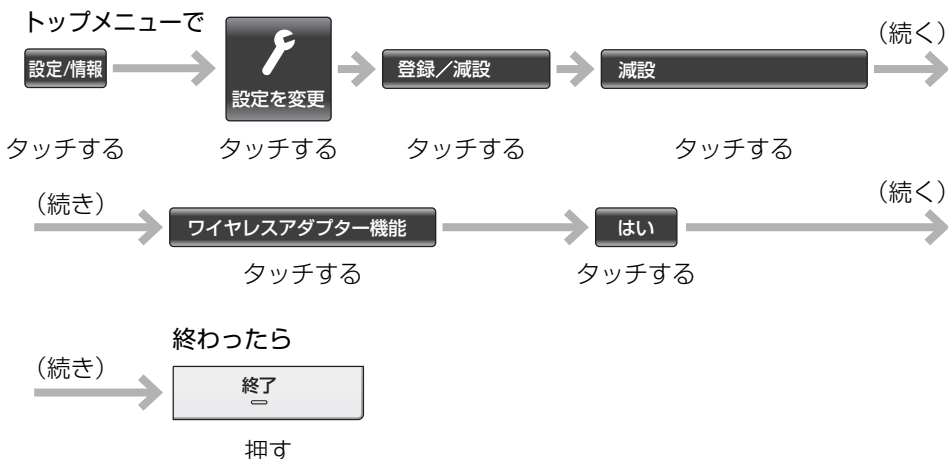 トップメニューで
設定/情報
設定を変更
登録／減設
減設
（続く）
タッチする
タッチする
タッチする
タッチする
（続き）
ワイヤレスアダプター機能
はい
（続く）
タッチする
タッチする
終わったら
（続き）
終了
押す